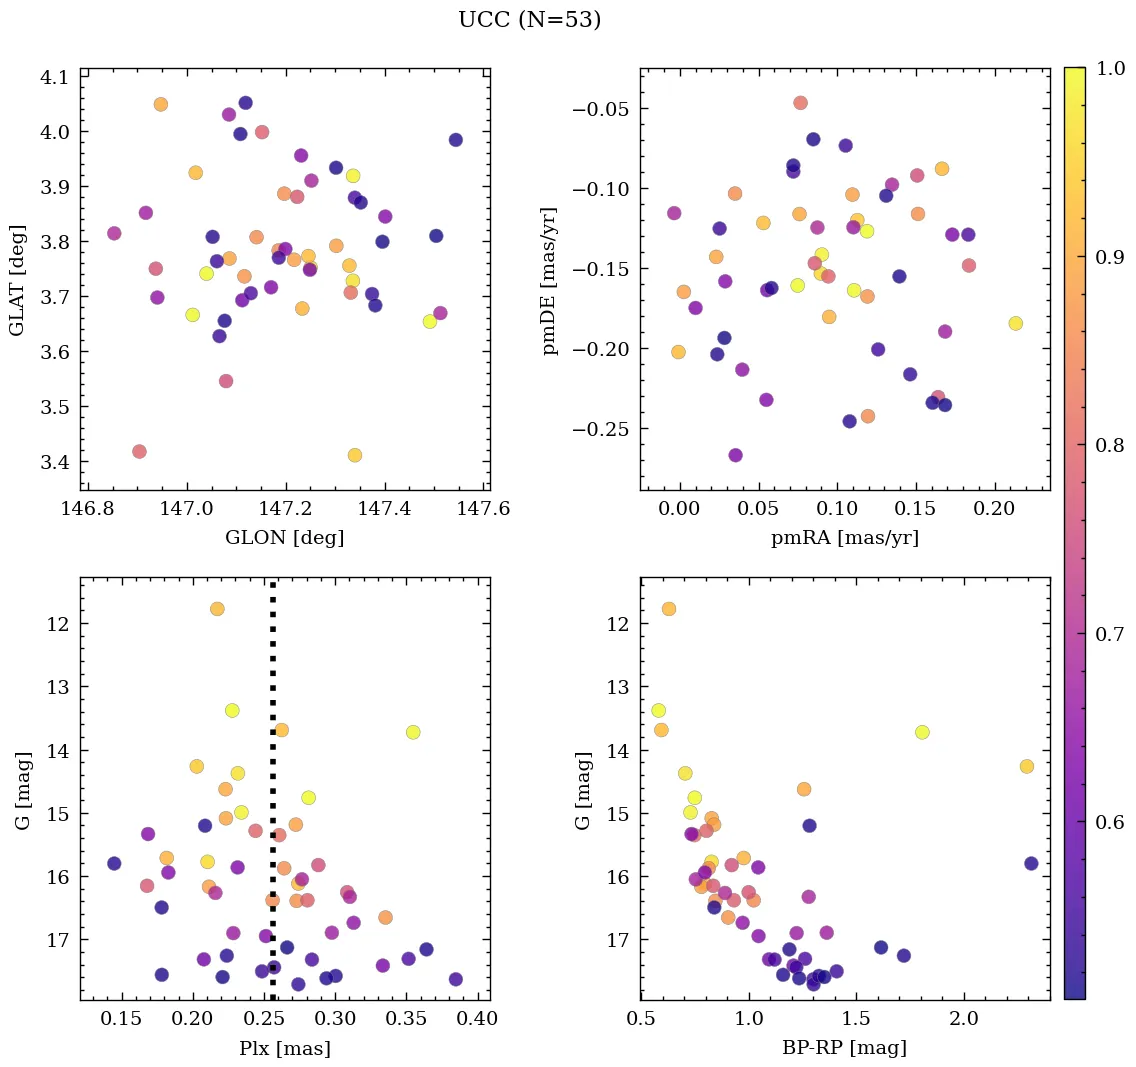 UCC (N=53)
4.1
4.0
3.9
3.8
3.7
3.6
3.5
3.4
GLAT [deg]
146.8 147.0 147.2 147.4 147.6
GLON [deg]
−0.05
−0.10
−0.15
−0.20
−0.25
pmDE [mas/yr]
0.00 0.05 0.10 0.15 0.20
pmRA [mas/yr]
1.0
0.9
0.8
0.7
0.6
12
13
14
15
16
17
G [mag]
0.15 0.20 0.25 0.30 0.35 0.40
Plx [mas]
12
13
14
15
16
17
G [mag]
0.5 1.0 1.5 2.0
BP-RP [mag]